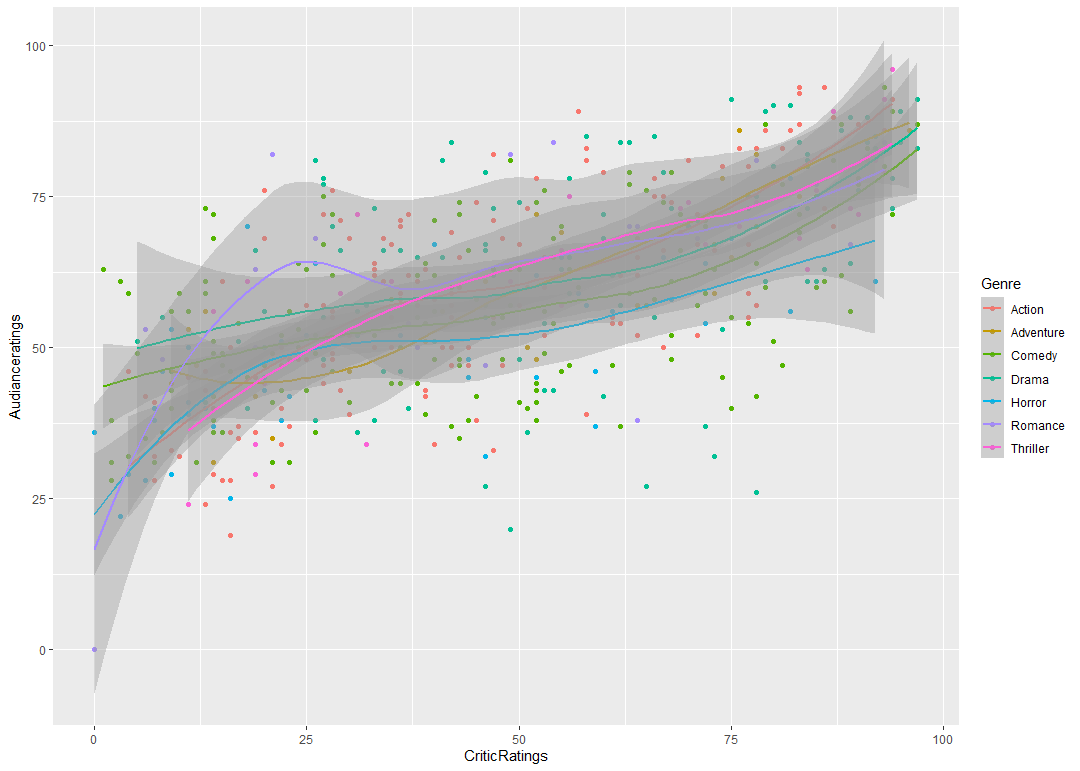 100
75
50
25
0
Audianceratings
0
25
50
75
100
CriticRatings
Genre
Action
Adventure
Comedy
Drama
Horror
Romance
Thriller